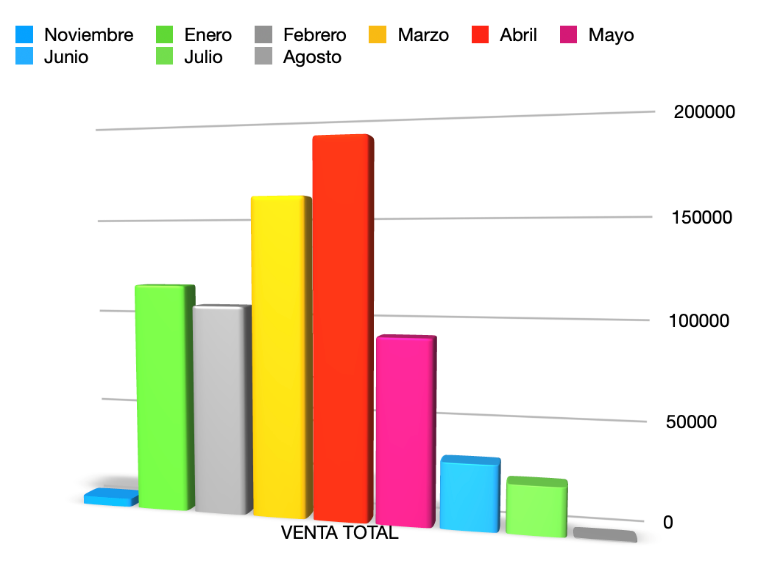 Noviembre Enero Febrero Marzo Abril Mayo
Junio Julio Agosto
200000
150000
100000
50000
0
VENTA TOTAL